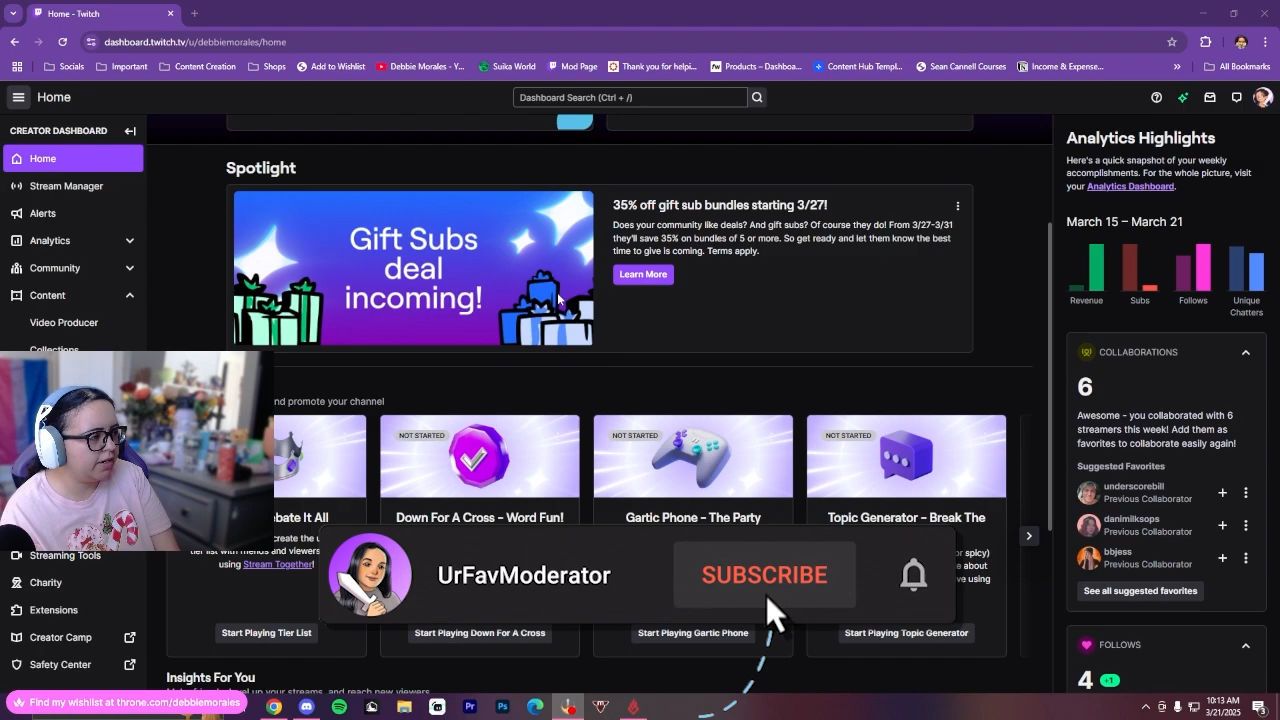 Home - Twitch
dashboard.twitch.tv/u/debbiemorales/home
Socials
Important
Content Creation
Shops
Add to Wishlist
Debbie Morales - Y...
Suika World
Mod Page
Thank you for helpi...
Products – Dashboa...
Content Hub Templ...
Sean Cannell Courses
Income & Expense...
All Bookmarks
Home
Dashboard Search (Ctrl + /)
CREATOR DASHBOARD
Home
Stream Manager
Alerts
Analytics
Community
Content
Video Producer
Collections
Streaming Tools
Charity
Extensions
Creator Camp
Safety Center
Spotlight
Gift Subs
deal
incoming!
35% off gift sub bundles starting 3/27!
Does your community like deals? And gift subs? Of course they do! From 3/27-3/31
they'll save 35% on bundles of 5 or more. So get ready and let them know the best
time to give is coming. Terms apply.
Learn More
and promote your channel
NOT STARTED
NOT STARTED
NOT STARTED
Down For A Cross - Word Fun!
Gartic Phone - The Party
Topic Generator - Break The
using Stream Together!
UrFavModerator
SUBSCRIBE
Start Playing Tier List
Start Playing Down For A Cross
Start Playing Gartic Phone
Start Playing Topic Generator
Insights For You
Analytics Highlights
Here's a quick snapshot of your weekly
accomplishments. For the whole picture, visit
your Analytics Dashboard.
March 15 – March 21
Revenue
Subs
Follows
Unique
Chatters
COLLABORATIONS
6
Awesome - you collaborated with 6
streamers this week! Add them as
favorites to collaborate easily again!
Suggested Favorites
underscorebill
Previous Collaborator
danimilksops
Previous Collaborator
bbjess
Previous Collaborator
See all suggested favorites
FOLLOWS
4
+1
Find my wishlist at throne.com/debbiemorales
Pr
Ps
10:13 AM
3/21/2025